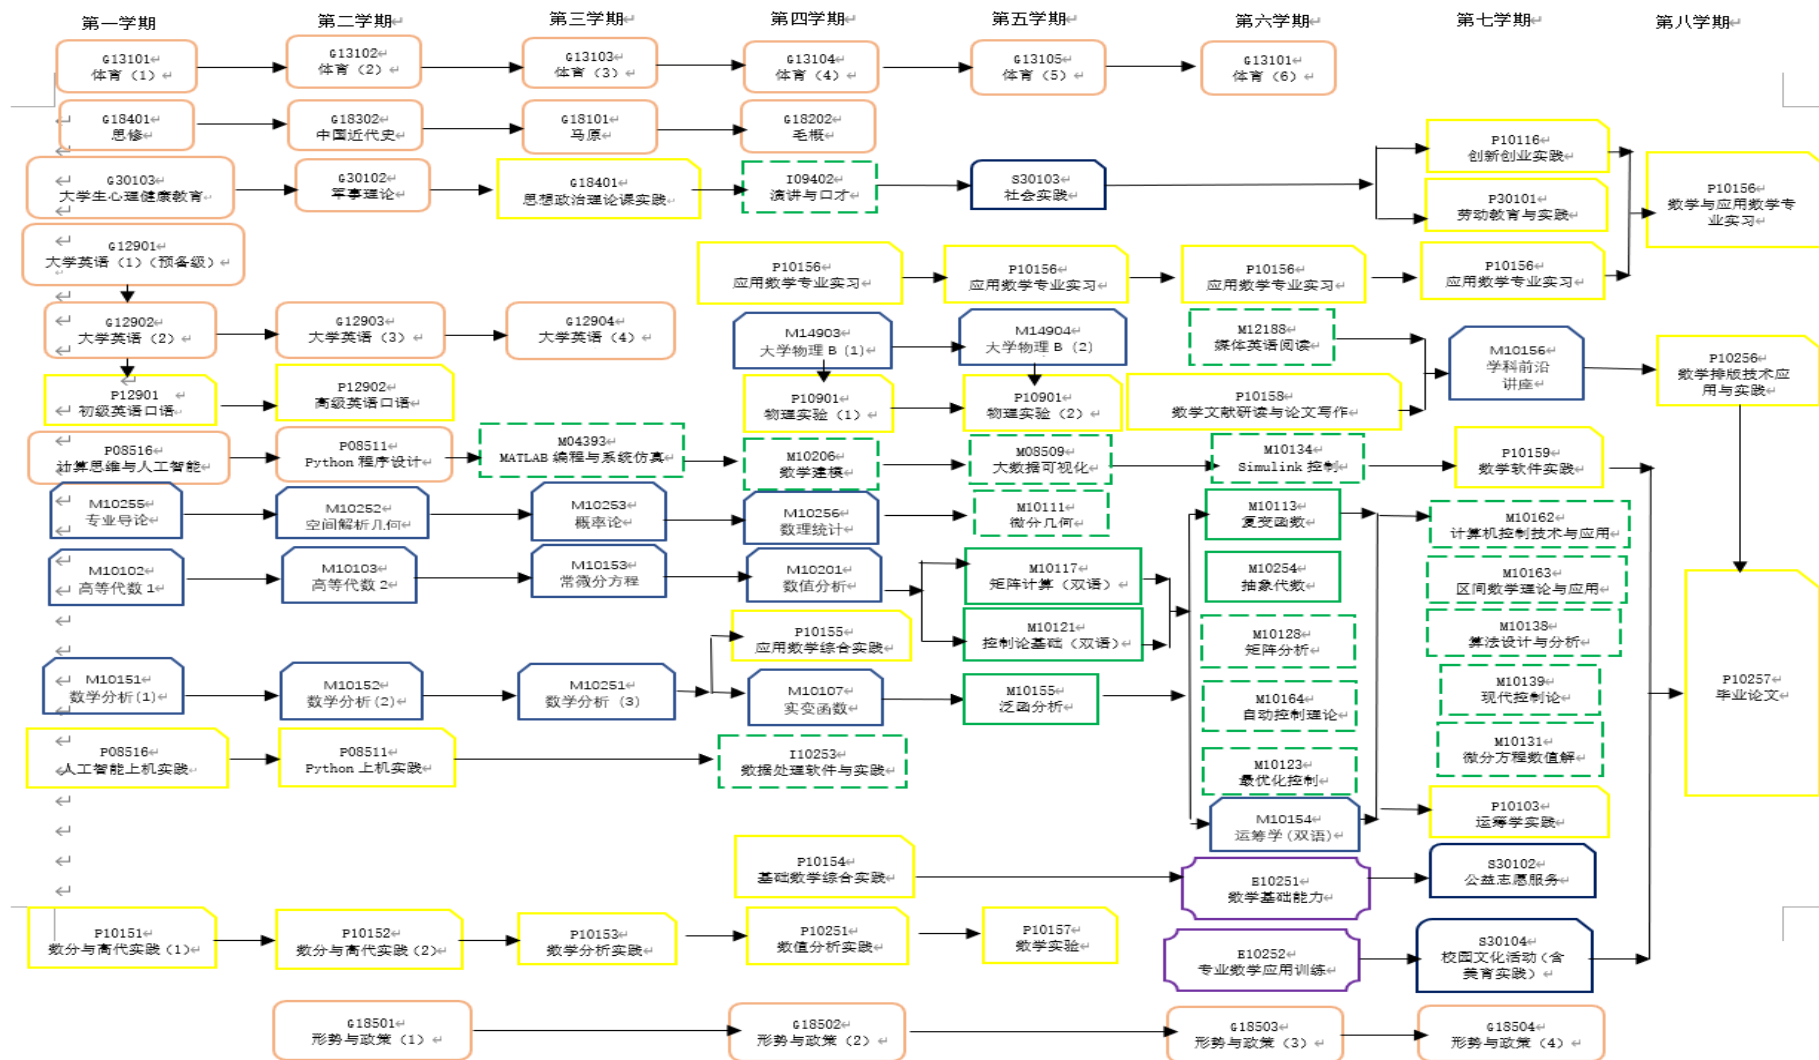 第一学期
第二学期
第三学期
第四学期
第五学期
第六学期
第七学期
第八学期
G13101
体育（1）
G13102
体育（2）
G13103
体育（3）
G13104
体育（4）
G13105
体育（5）
G13101
体育（6）
G18401
思修
G18302
中国近代史
G18101
马原
G18202
毛概
P10116
创新创业实践
G30103
大学生心理健康教育
G30102
军事理论
G18401
思想政治理论课实践
I09402
演讲与口才
S30103
社会实践
P30101
劳动教育与实践
P10156
数学与应用数学专
业实习
G12901
大学英语（1）（预备级）
P10156
应用数学专业实习
P10156
应用数学专业实习
P10156
应用数学专业实习
P10156
应用数学专业实习
G12902
大学英语（2）
G12903
大学英语（3）
G12904
大学英语（4）
M14903
大学物理 B（1）
M14904
大学物理 B（2）
M12188
媒体英语阅读
M10156
学科前沿
讲座
P10256
数学排版技术应
用与实践
P12901
初级英语口语
P12902
高级英语口语
P10901
物理实验（1）
P10901
物理实验（2）
P10158
数学文献研读与论文写作
P08516
计算思维与人工智能
P08511
Python 程序设计
M04393
MATLAB 编程与系统仿真
M10206
数学建模
M08509
大数据可视化
M10134
Simulink 控制
P10159
数学软件实践
M10255
专业导论
M10252
空间解析几何
M10253
概率论
M10256
数理统计
M10111
微分几何
M10113
复变函数
M10162
计算机控制技术与应用
M10102
高等代数 1
M10103
高等代数 2
M10153
常微分方程
M10201
数值分析
M10117
矩阵计算（双语）
M10254
抽象代数
M10163
区间数学理论与应用
P10155
应用数学综合实践
M10121
控制论基础（双语）
M10128
矩阵分析
M10138
算法设计与分析
M10151
数学分析(1)
M10152
数学分析(2)
M10251
数学分析（3）
M10107
实变函数
M10155
泛函分析
M10164
自动控制理论
M10139
现代控制论
P10257
毕业论文
P08516
人工智能上机实践
P08511
Python 上机实践
I10253
数据处理软件与实践
M10123
最优化控制
M10131
微分方程数值解
M10154
运筹学(双语)
P10103
运筹学实践
P10154
基础数学综合实践
E10251
数学基础能力
S30102
公益志愿服务
P10151
数分与高代实践（1）
P10152
数分与高代实践（2）
P10153
数学分析实践
P10251
数值分析实践
P10157
数学实验
E10252
专业数学应用训练
S30104
校园文化活动(含
美育实践）
G18501
形势与政策（1）
G18502
形势与政策（2）
G18503
形势与政策（3）
G18504
形势与政策（4）